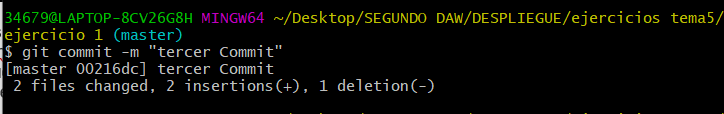 34679@LAPTOP-8CV26G8H MINGW64 ~/Desktop/SEGUNDO DAW/DESPLIEGUE/ejercicios tema5/
ejercicio 1 (master)
$ git commit -m "tercer Commit"
[master 00216dc] tercer Commit
 2 files changed, 2 insertions(+), 1 deletion(-)